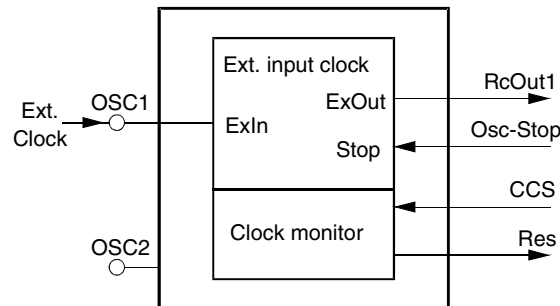 Ext. input clock
RcOut1
ExOut
OSC1
Ext.
Clock
ExIn
Osc-Stop
Stop
CCS
OSC2
Clock monitor
Res